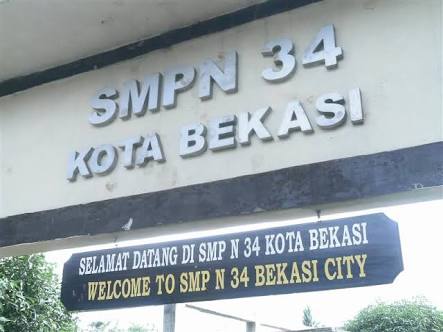 SMPN 34
KOTA BEKASI
SELAMAT DATANG DI SMP N 34 KOTA BEKASI
WELCOME TO SMP N 34 BEKASI CITY